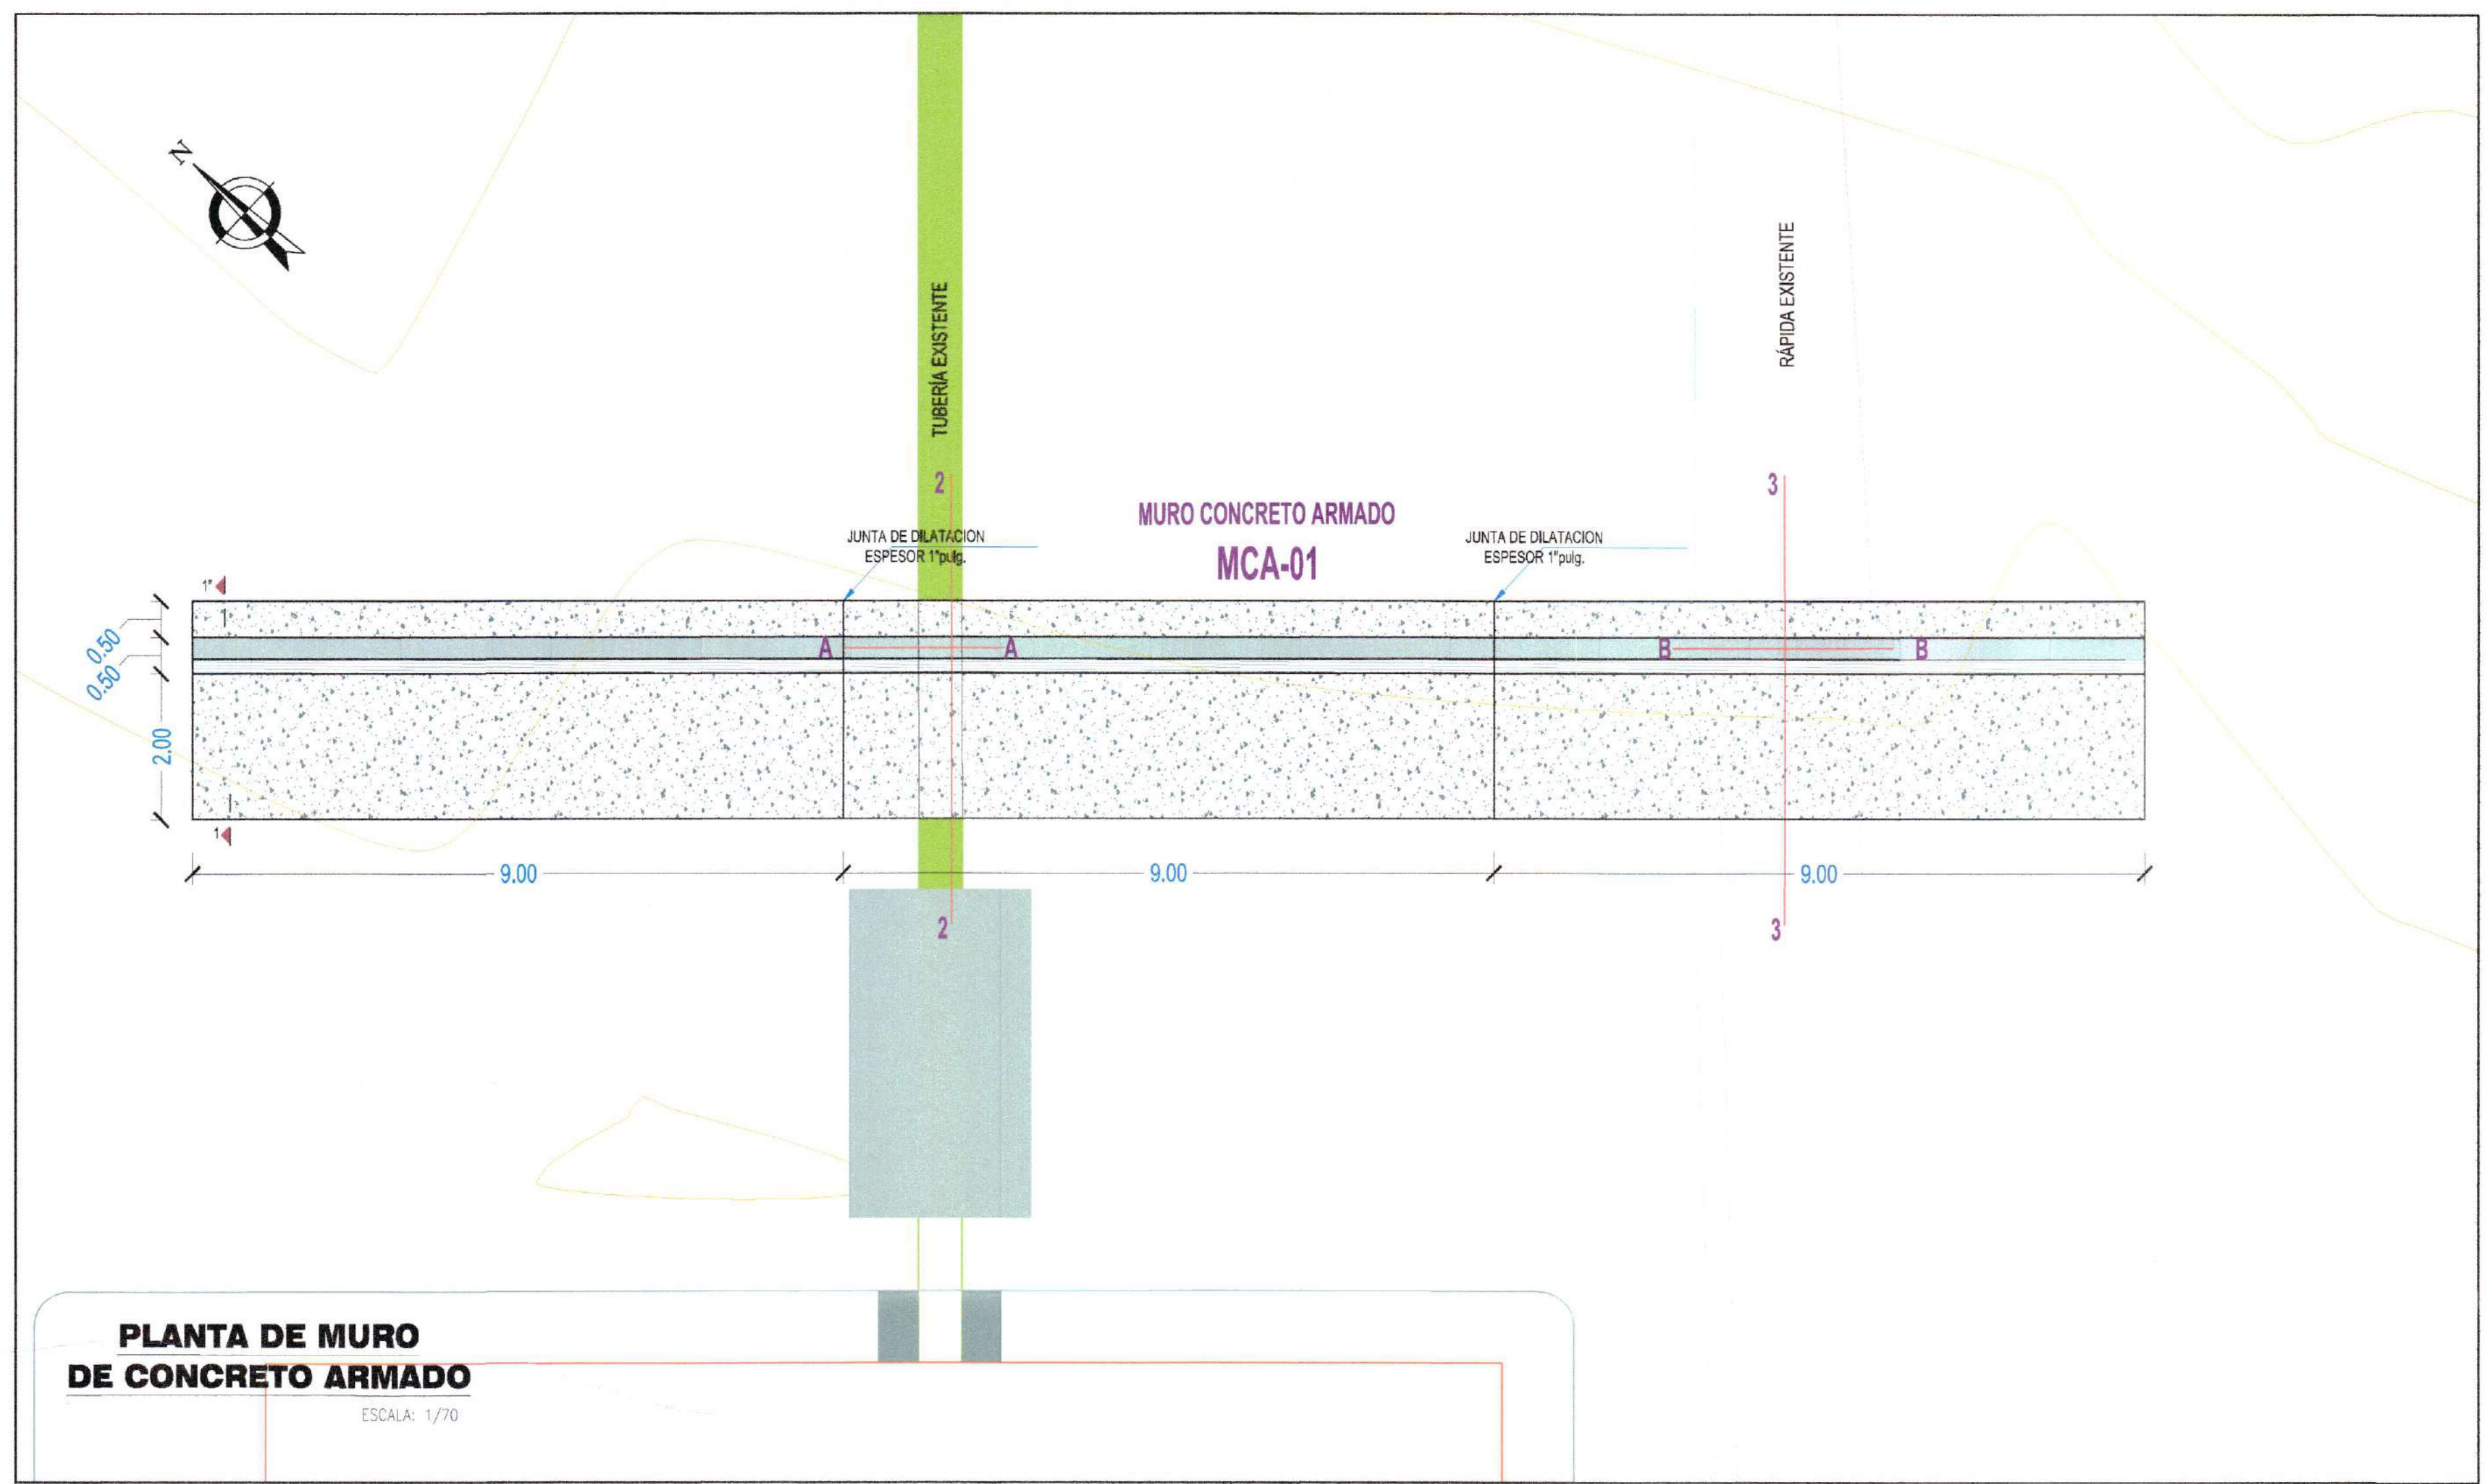 N
TUBERÍA EXISTENTE
RÁPIDA EXISTENTE
2
3
MURO CONCRETO ARMADO
MCA-01
JUNTA DE DILATACION
ESPESOR 1"pulg.
JUNTA DE DILATACION
ESPESOR 1"pulg.
1"
0.50
0.50
2.00
A
A
B
B
1
9.00
9.00
9.00
2
3
PLANTA DE MURO
DE CONCRETO ARMADO
ESCALA: 1/70